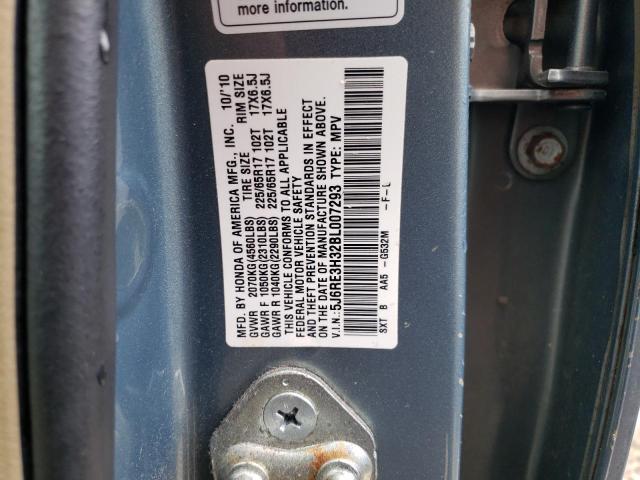 more information.
MFD. BY HONDA OF AMERICA MFG., INC. 10/'10
TIRE SIZE RIM SIZE
GVWR 2070KG(4560LBS)
GAWR F 1050KG(2310LBS) 225/65R17 102T 17X6.5J
GAWR R 1040KG(2290LBS) 225/65R17 102T 17X6.5J
THIS VEHICLE CONFORMS TO ALL APPLICABLE
FEDERAL MOTOR VEHICLE SAFETY
AND THEFT PREVENTION STANDARDS IN EFFECT
ON THE DATE OF MANUFACTURE SHOWN ABOVE.
V.I.N.: 5J6RE3H32BL007293 TYPE: MPV
SXT B AA5 - G532M - F - L